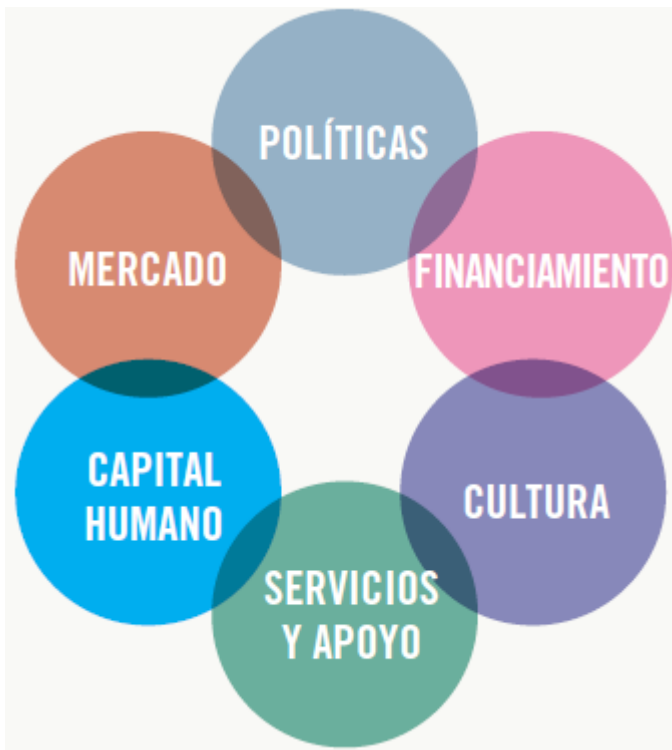 POLÍTICAS
MERCADO
FINANCIAMIENTO
CAPITAL
HUMANO
CULTURA
SERVICIOS
Y APOYO